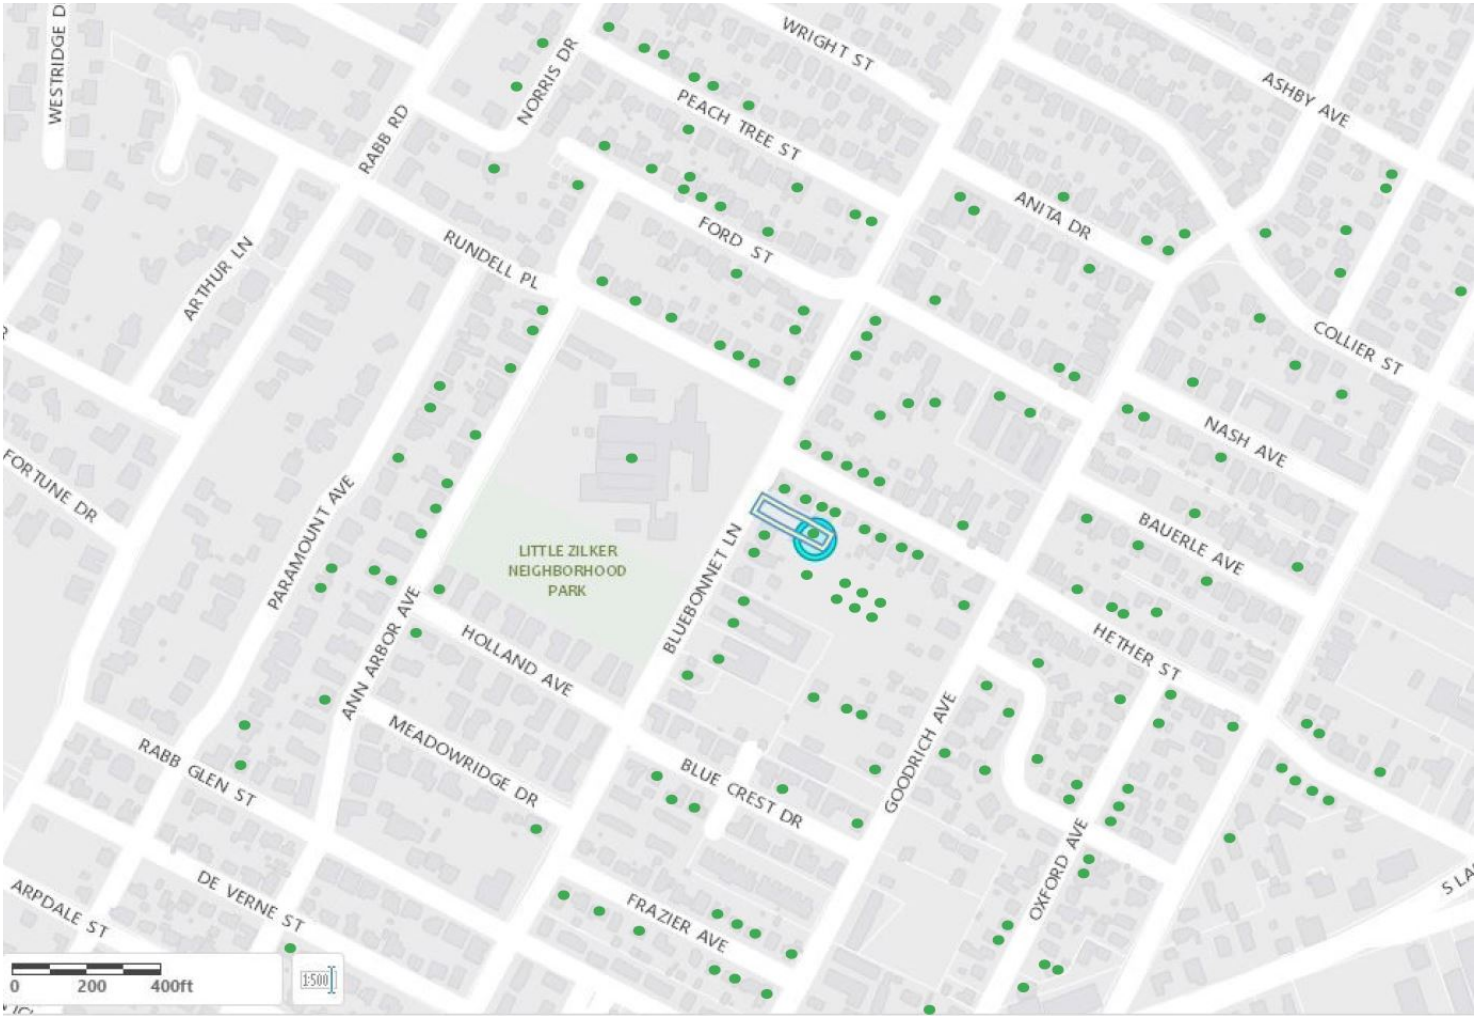 WESTRIDGE D
WRIGHT ST
ASHBY AVE
NORRIS DR
RABB RD
PEACH TREE ST
ANITA DR
FORD ST
RUNDELL PL
ARTHUR LN
COLLIER ST
NASH AVE
FORTUNE DR
PARAMOUNT AVE
BAUERLE AVE
LITTLE ZILKER
NEIGHBORHOOD
PARK
BLUEBONNET LN
ANN ARBOR AVE
HOLLAND AVE
HETHER ST
GOODRICH AVE
MEADOWRIDGE DR
RABB GLEN ST
BLUE CREST DR
OXFORD AVE
S LA
ARPDALE ST
DE VERNE ST
FRAZIER AVE
0 200 400ft
1:500